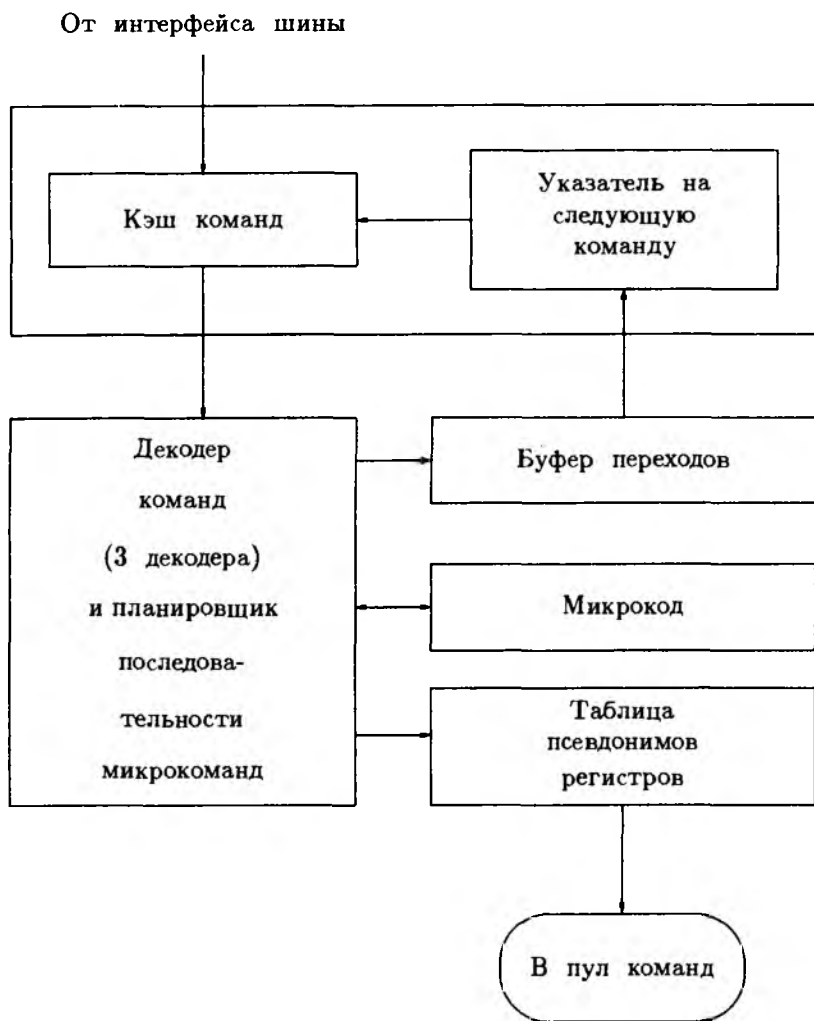 От интерфейса шины
Кэш команд
Указатель на
следующую
команду
Декодер
команд
(3 декодера)
и планировщик
последова-
тельности
микрокоманд
Буфер переходов
Микрокод
Таблица
псевдонимов
регистров
В пул команд